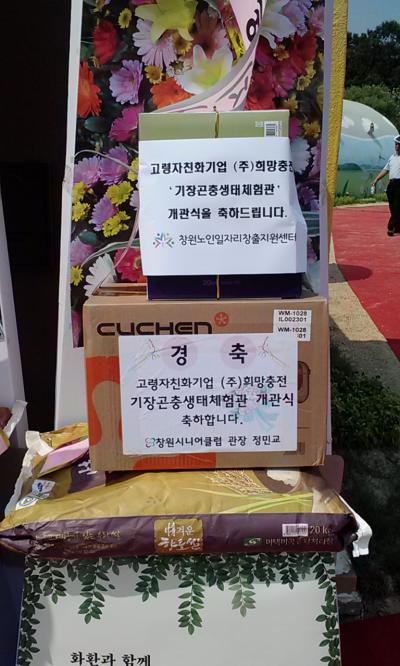 고령자친화기업 (주)희망충전
'기장곤충생태체험관'
개관식을 축하드립니다.
창원노인일자리창출지원센터
CUCHEN
WM-1028
IL002301
WM-1028
경 축
고령자친화기업 (주)희망충전
기장곤충생태체험관 개관식
축하합니다.
창원시니어클럽 관장 정민교
20kg
화환과 함께